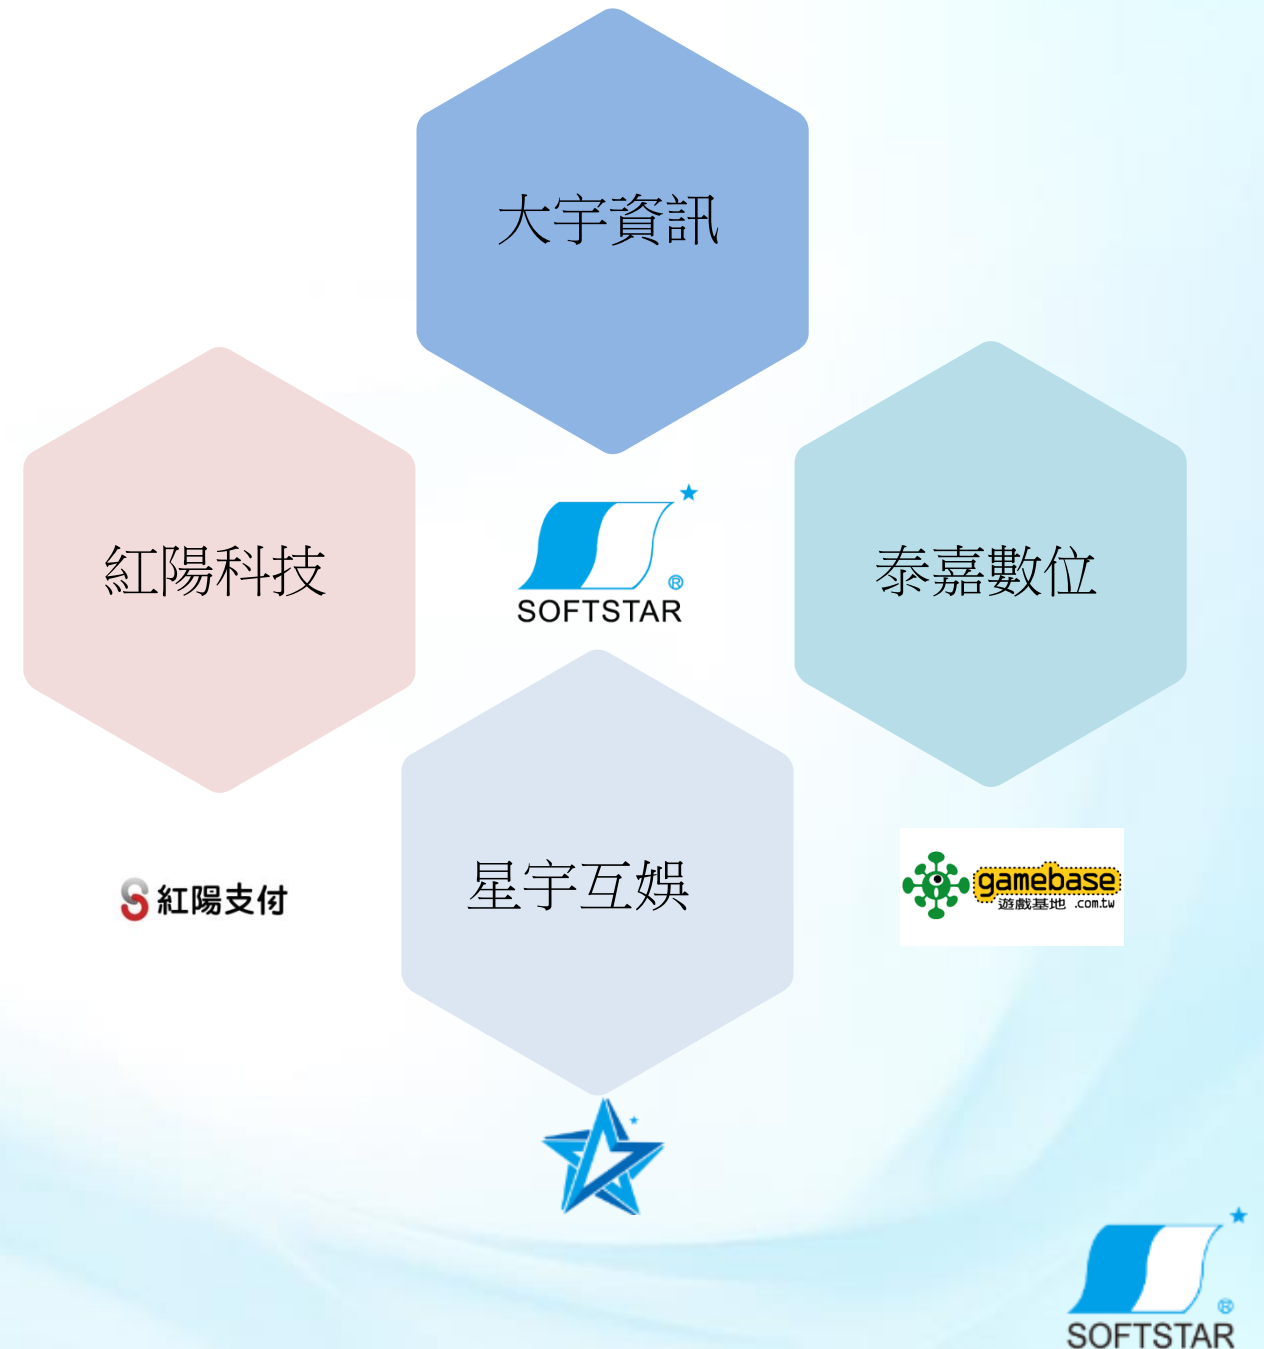 大宇資訊
紅陽科技
泰嘉數位
®
SOFTSTAR
星宇互娛
紅陽支付
gamebase
遊戲基地 .com.tw
®
SOFTSTAR